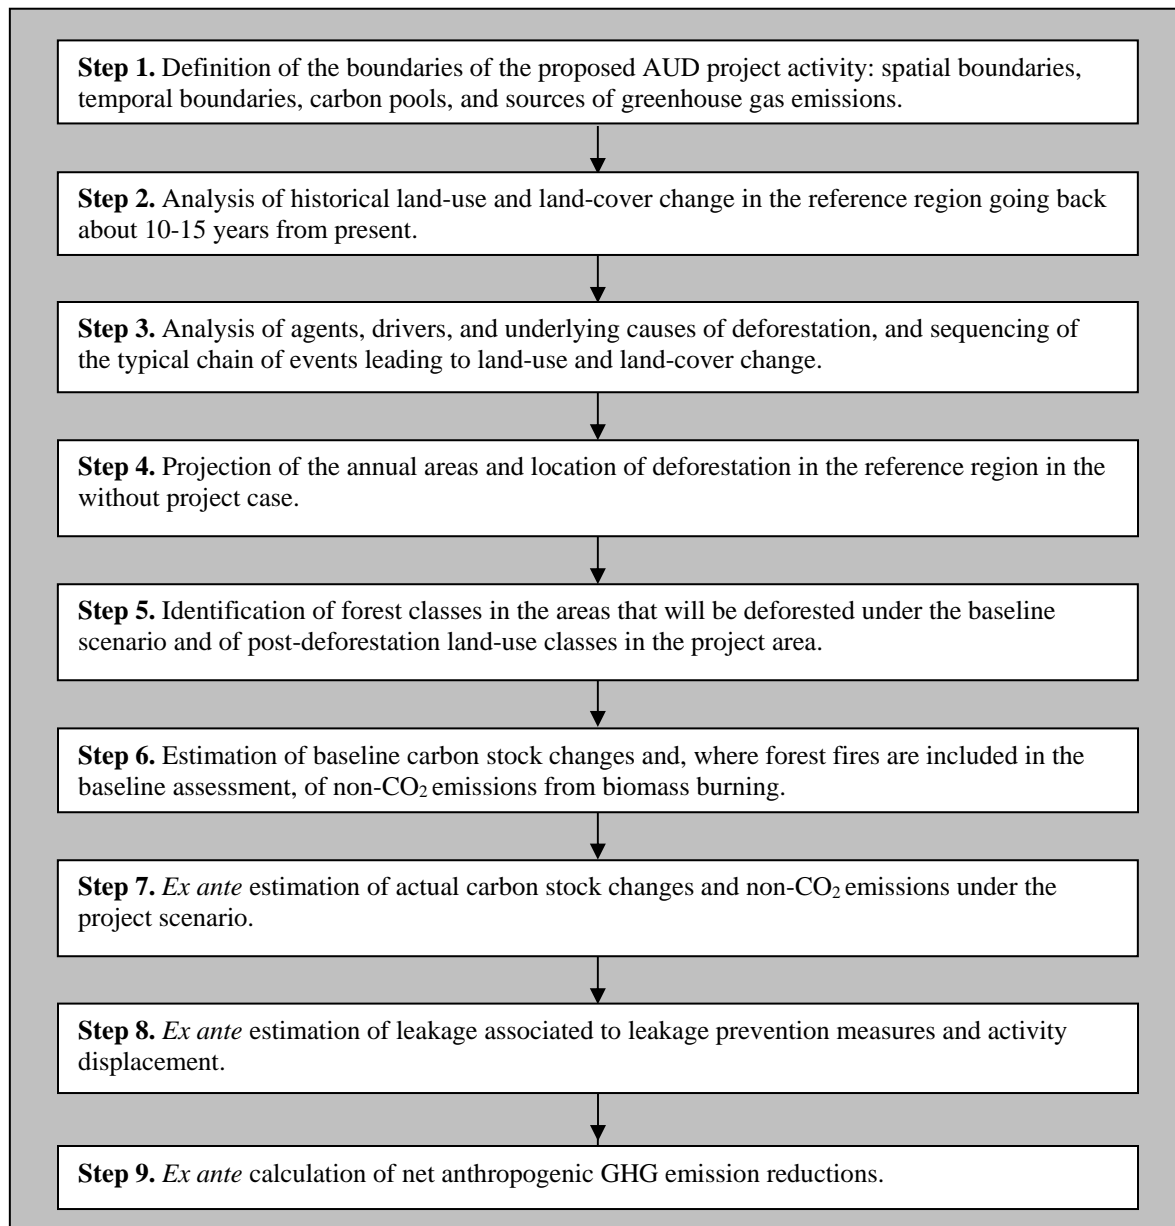 Step 1. Definition of the boundaries of the proposed AUD project activity: spatial boundaries,
temporal boundaries, carbon pools, and sources of greenhouse gas emissions.
Step 2. Analysis of historical land-use and land-cover change in the reference region going back
about 10-15 years from present.
Step 3. Analysis of agents, drivers, and underlying causes of deforestation, and sequencing of
the typical chain of events leading to land-use and land-cover change.
Step 4. Projection of the annual areas and location of deforestation in the reference region in the
without project case.
Step 5. Identification of forest classes in the areas that will be deforested under the baseline
scenario and of post-deforestation land-use classes in the project area.
Step 6. Estimation of baseline carbon stock changes and, where forest fires are included in the
baseline assessment, of non-CO₂ emissions from biomass burning.
Step 7. Ex ante estimation of actual carbon stock changes and non-CO₂ emissions under the
project scenario.
Step 8. Ex ante estimation of leakage associated to leakage prevention measures and activity
displacement.
Step 9. Ex ante calculation of net anthropogenic GHG emission reductions.